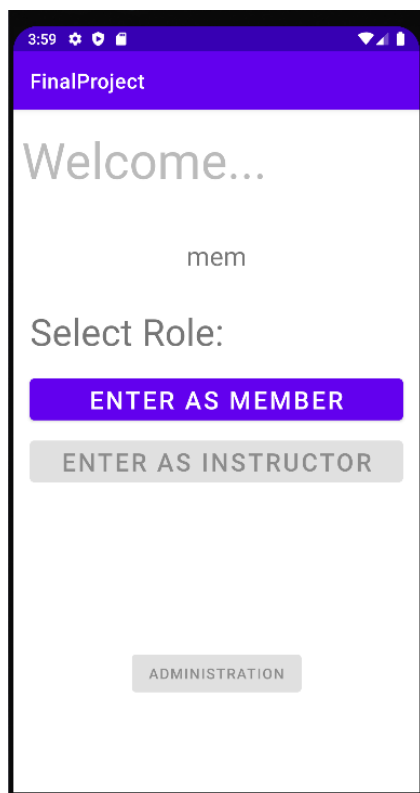 3:59
FinalProject
Welcome...
mem
Select Role:
ENTER AS MEMBER
ENTER AS INSTRUCTOR
ADMINISTRATION